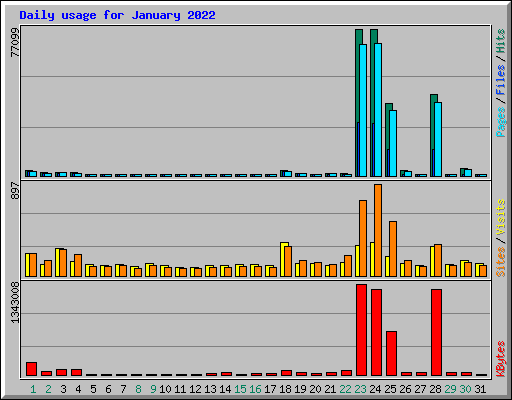 Daily usage for January 2022
77099
Pages / Files / Hits
897
Sites / Visits
1343008
KBytes
1 2 3 4 5 6 7 8 9 10 11 12 13 14 15 16 17 18 19 20 21 22 23 24 25 26 27 28 29 30 31